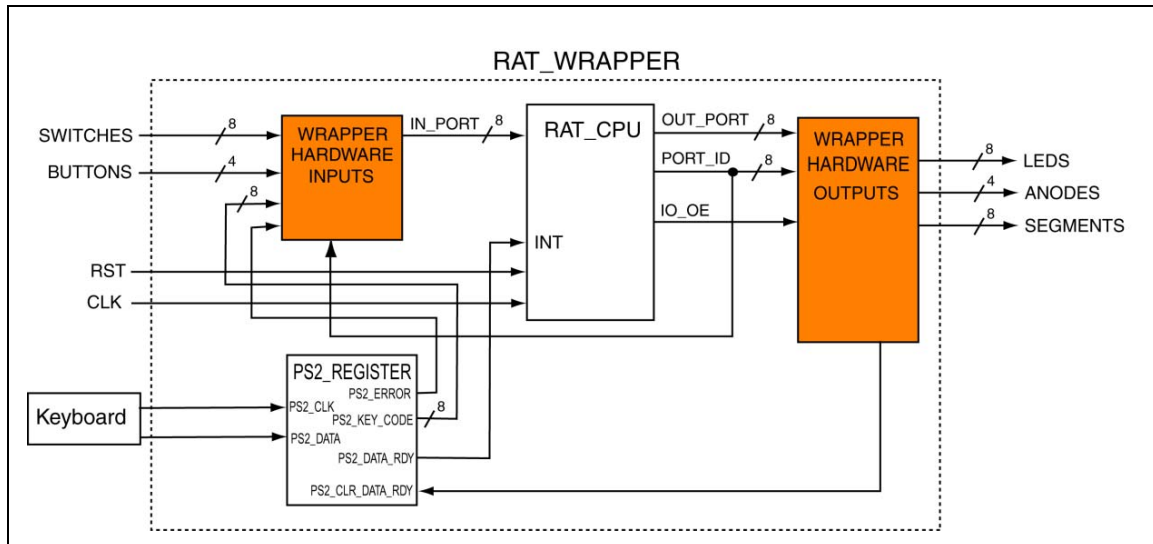 RAT_WRAPPER
SWITCHES
8
BUTTONS
4
8
WRAPPER
HARDWARE
INPUTS
IN_PORT
8
RAT_CPU
INT
OUT_PORT
8
PORT_ID
8
IO_OE
WRAPPER
HARDWARE
OUTPUTS
8
LEDS
4
ANODES
8
SEGMENTS
RST
CLK
Keyboard
PS2_REGISTER
PS2_ERROR
PS2_CLK
PS2_KEY_CODE
8
PS2_DATA
PS2_DATA_RDY
PS2_CLR_DATA_RDY